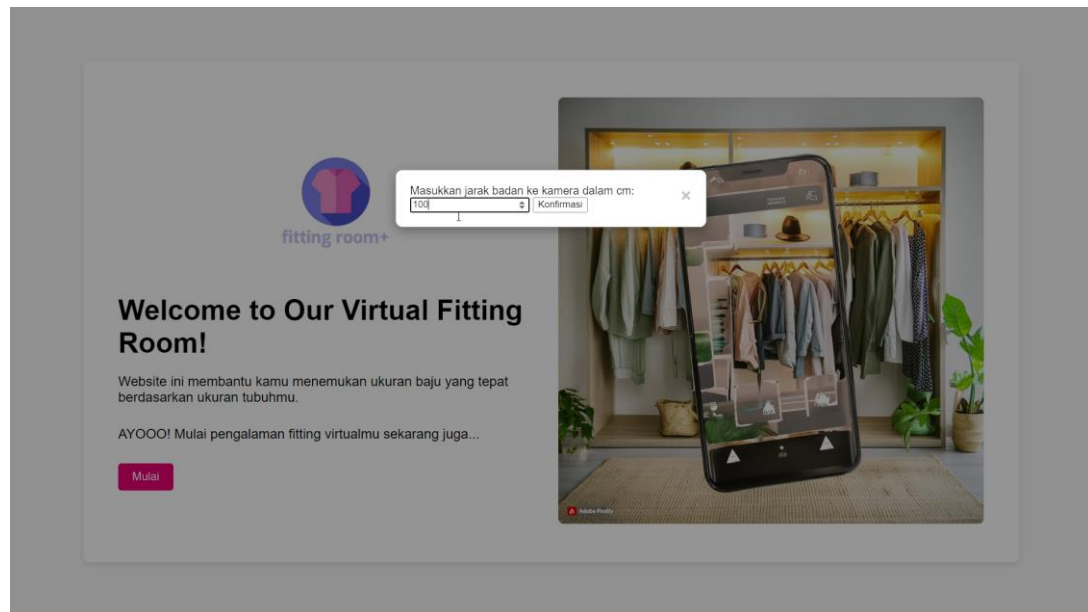 Masukkan jarak badan ke kamera dalam cm:
100
Konfirmasi
×
fitting room+
Welcome to Our Virtual Fitting
Room!
Website ini membantu kamu menemukan ukuran baju yang tepat
berdasarkan ukuran tubuhmu.
AYOOO! Mulai pengalaman fitting virtualmu sekarang juga...
Mulai
Adobe Firefly